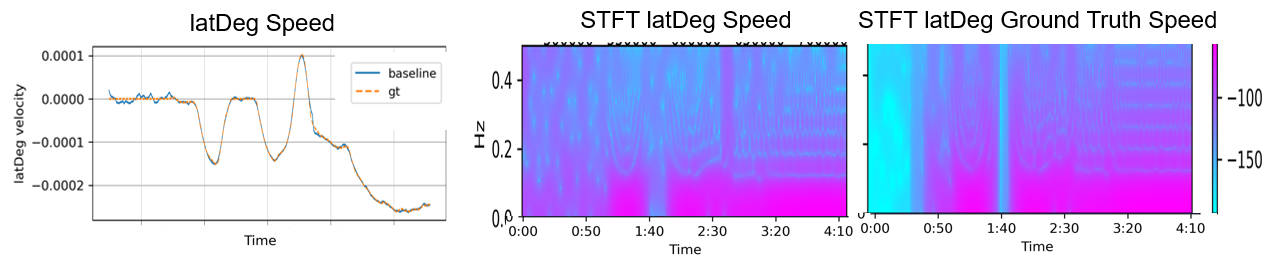 latDeg Speed
0.0001
0.0000
−0.0001
−0.0002
latDeg velocity
baseline
gt
Time
STFT latDeg Speed
0.4
0.2
Hz
0:00
0:50
1:40
2:30
3:20
4:10
Time
STFT latDeg Ground Truth Speed
0:00
0:50
1:40
2:30
3:20
4:10
Time
−100
−150